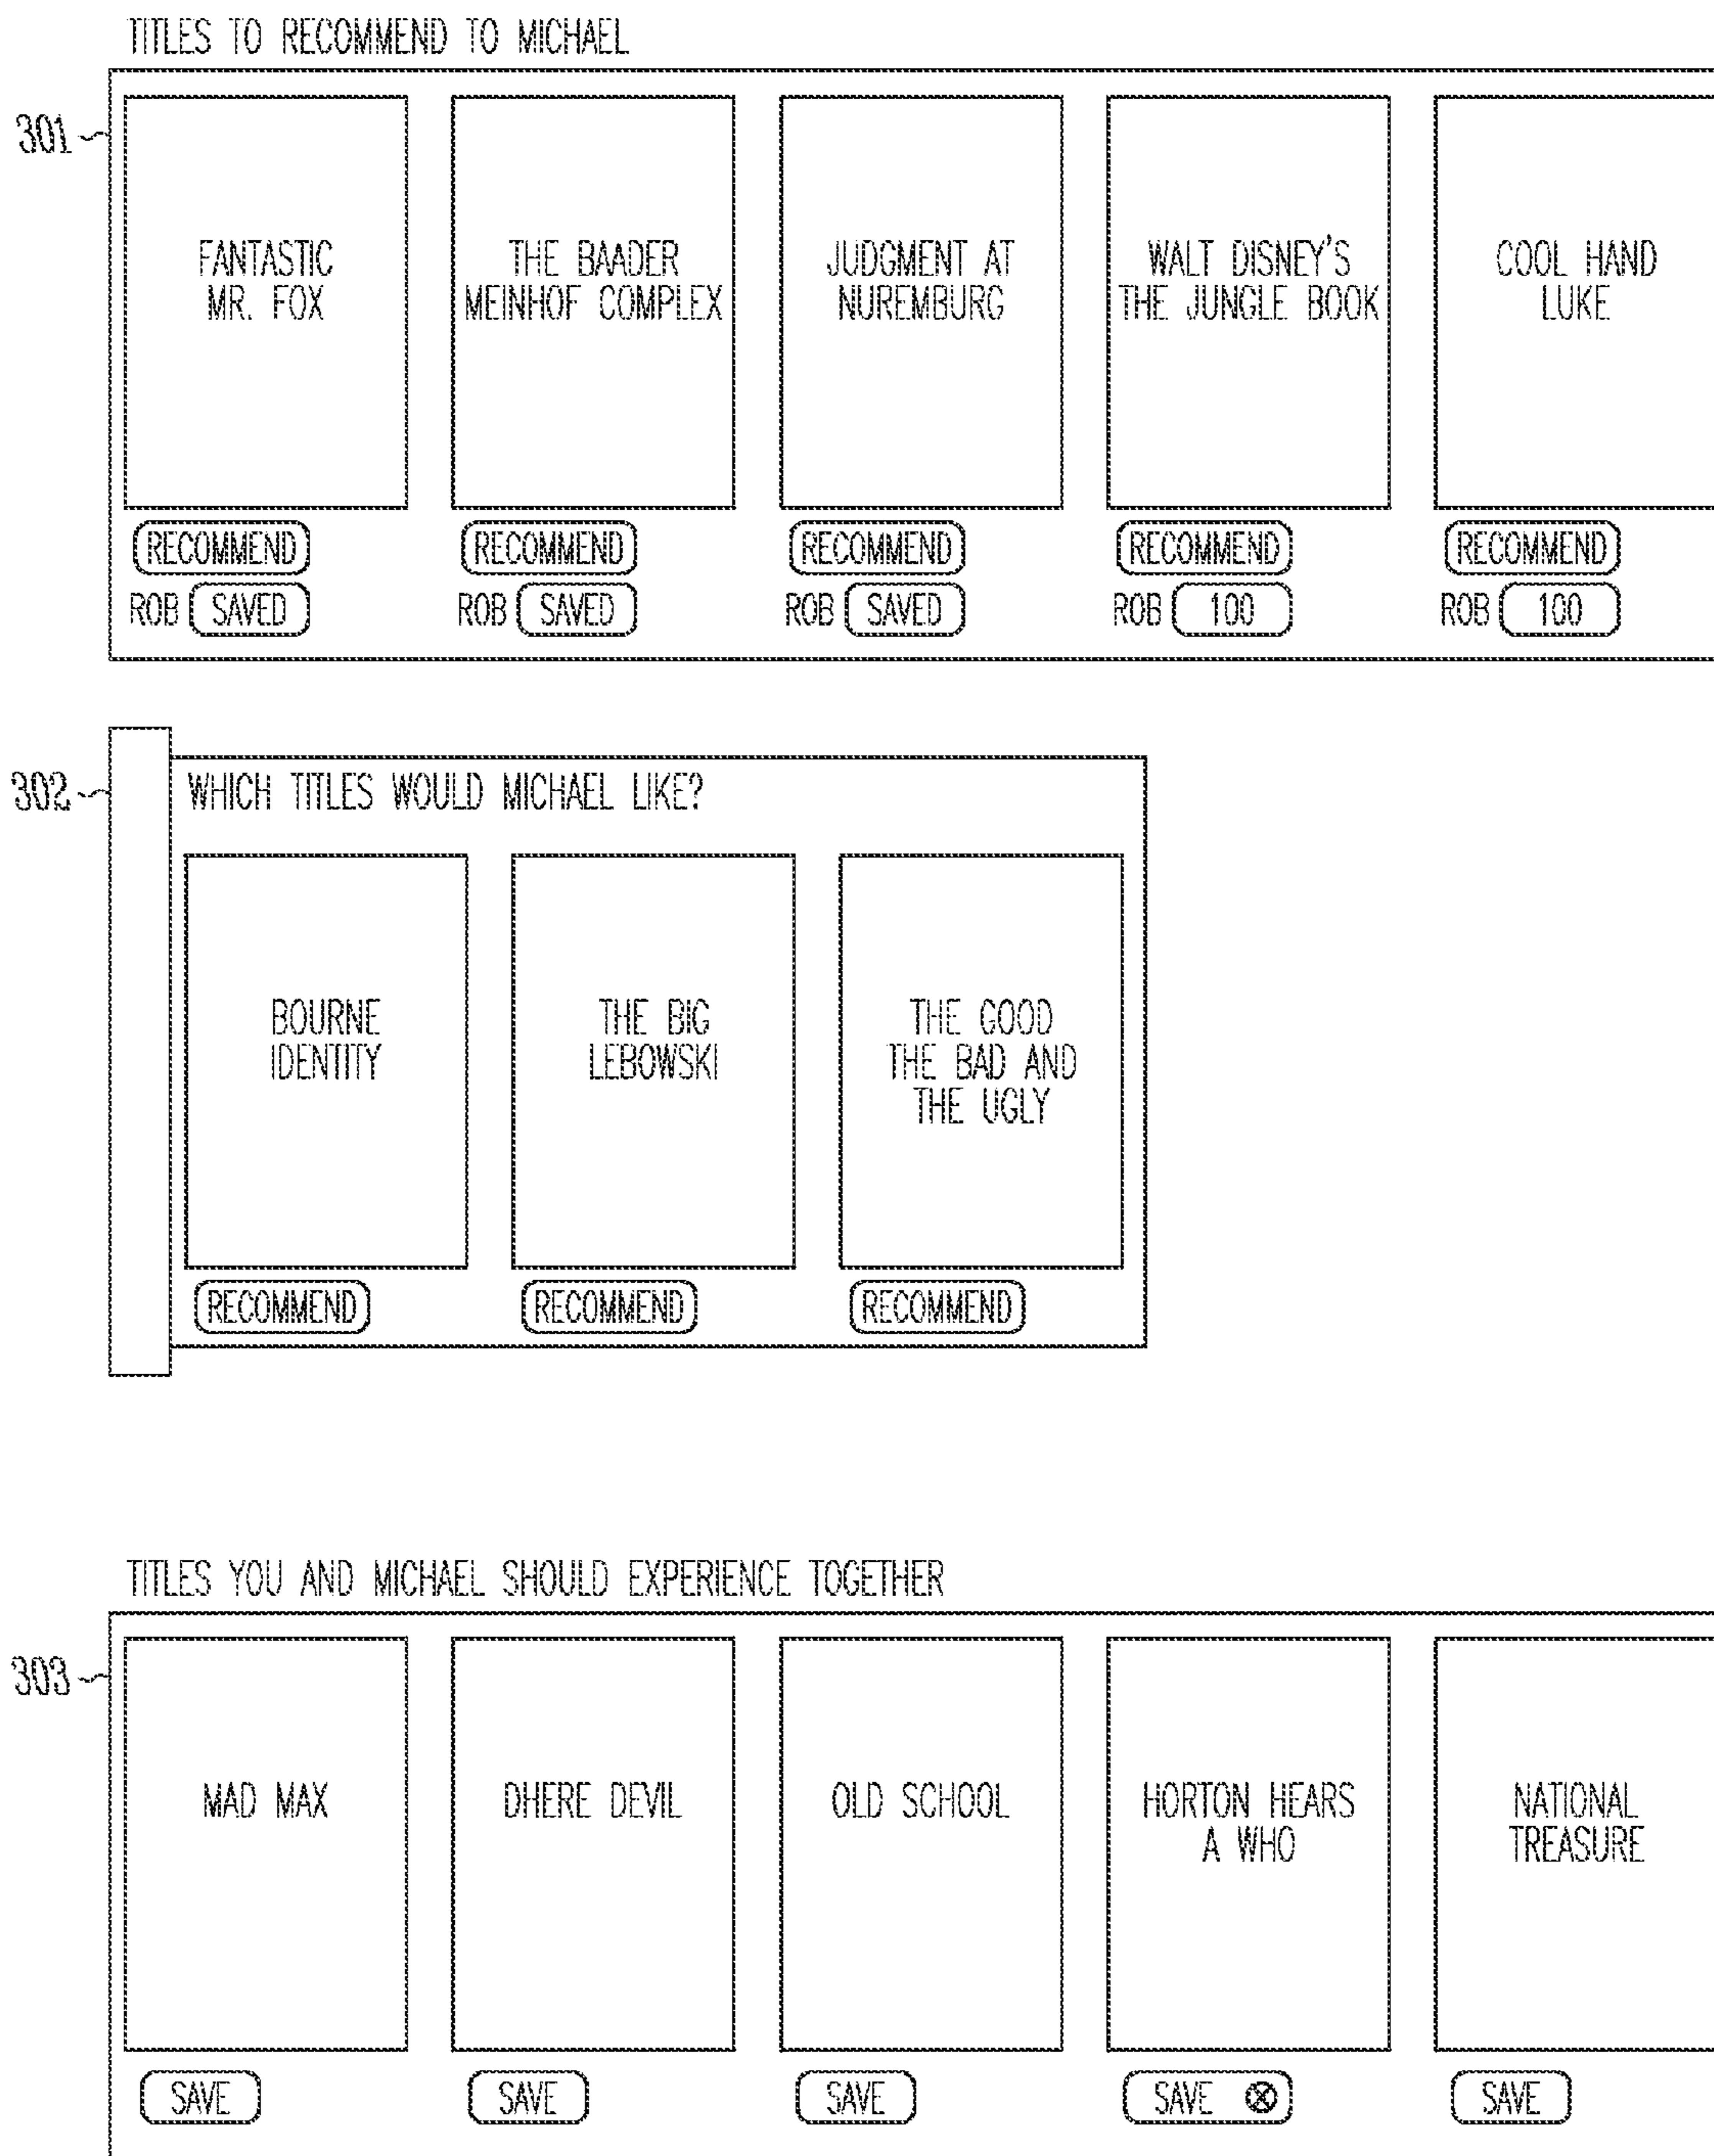 TITLES TO RECOMMEND TO MICHAEL
301
FANTASTIC
MR. FOX
THE BAADER
MEINHOF COMPLEX
JUDGMENT AT
NUREMBURG
WALT DISNEY'S
THE JUNGLE BOOK
COOL HAND
LUKE
RECOMMEND
RECOMMEND
RECOMMEND
RECOMMEND
RECOMMEND
ROB SAVED
ROB SAVED
ROB SAVED
ROB 100
ROB 100
302
WHICH TITLES WOULD MICHAEL LIKE?
BOURNE
IDENTITY
THE BIG
LEBOWSKI
THE GOOD
THE BAD AND
THE UGLY
RECOMMEND
RECOMMEND
RECOMMEND
TITLES YOU AND MICHAEL SHOULD EXPERIENCE TOGETHER
303
MAD MAX
DHERE DEVIL
OLD SCHOOL
HORTON HEARS
A WHO
NATIONAL
TREASURE
SAVE
SAVE
SAVE
SAVE
SAVE